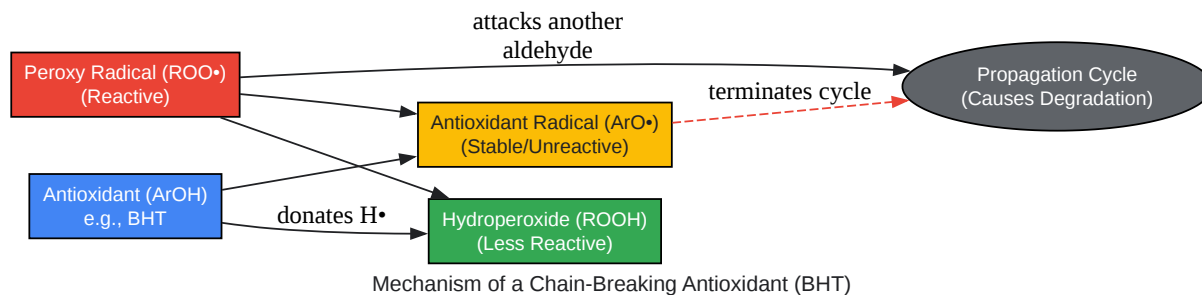 attacks another
aldehyde
Peroxy Radical (ROO•)
(Reactive)
Propagation Cycle
(Causes Degradation)
terminates cycle
Antioxidant Radical (ArO•)
(Stable/Unreactive)
Antioxidant (ArOH)
e.g., BHT
donates H•
Hydroperoxide (ROOH)
(Less Reactive)
Mechanism of a Chain-Breaking Antioxidant (BHT)